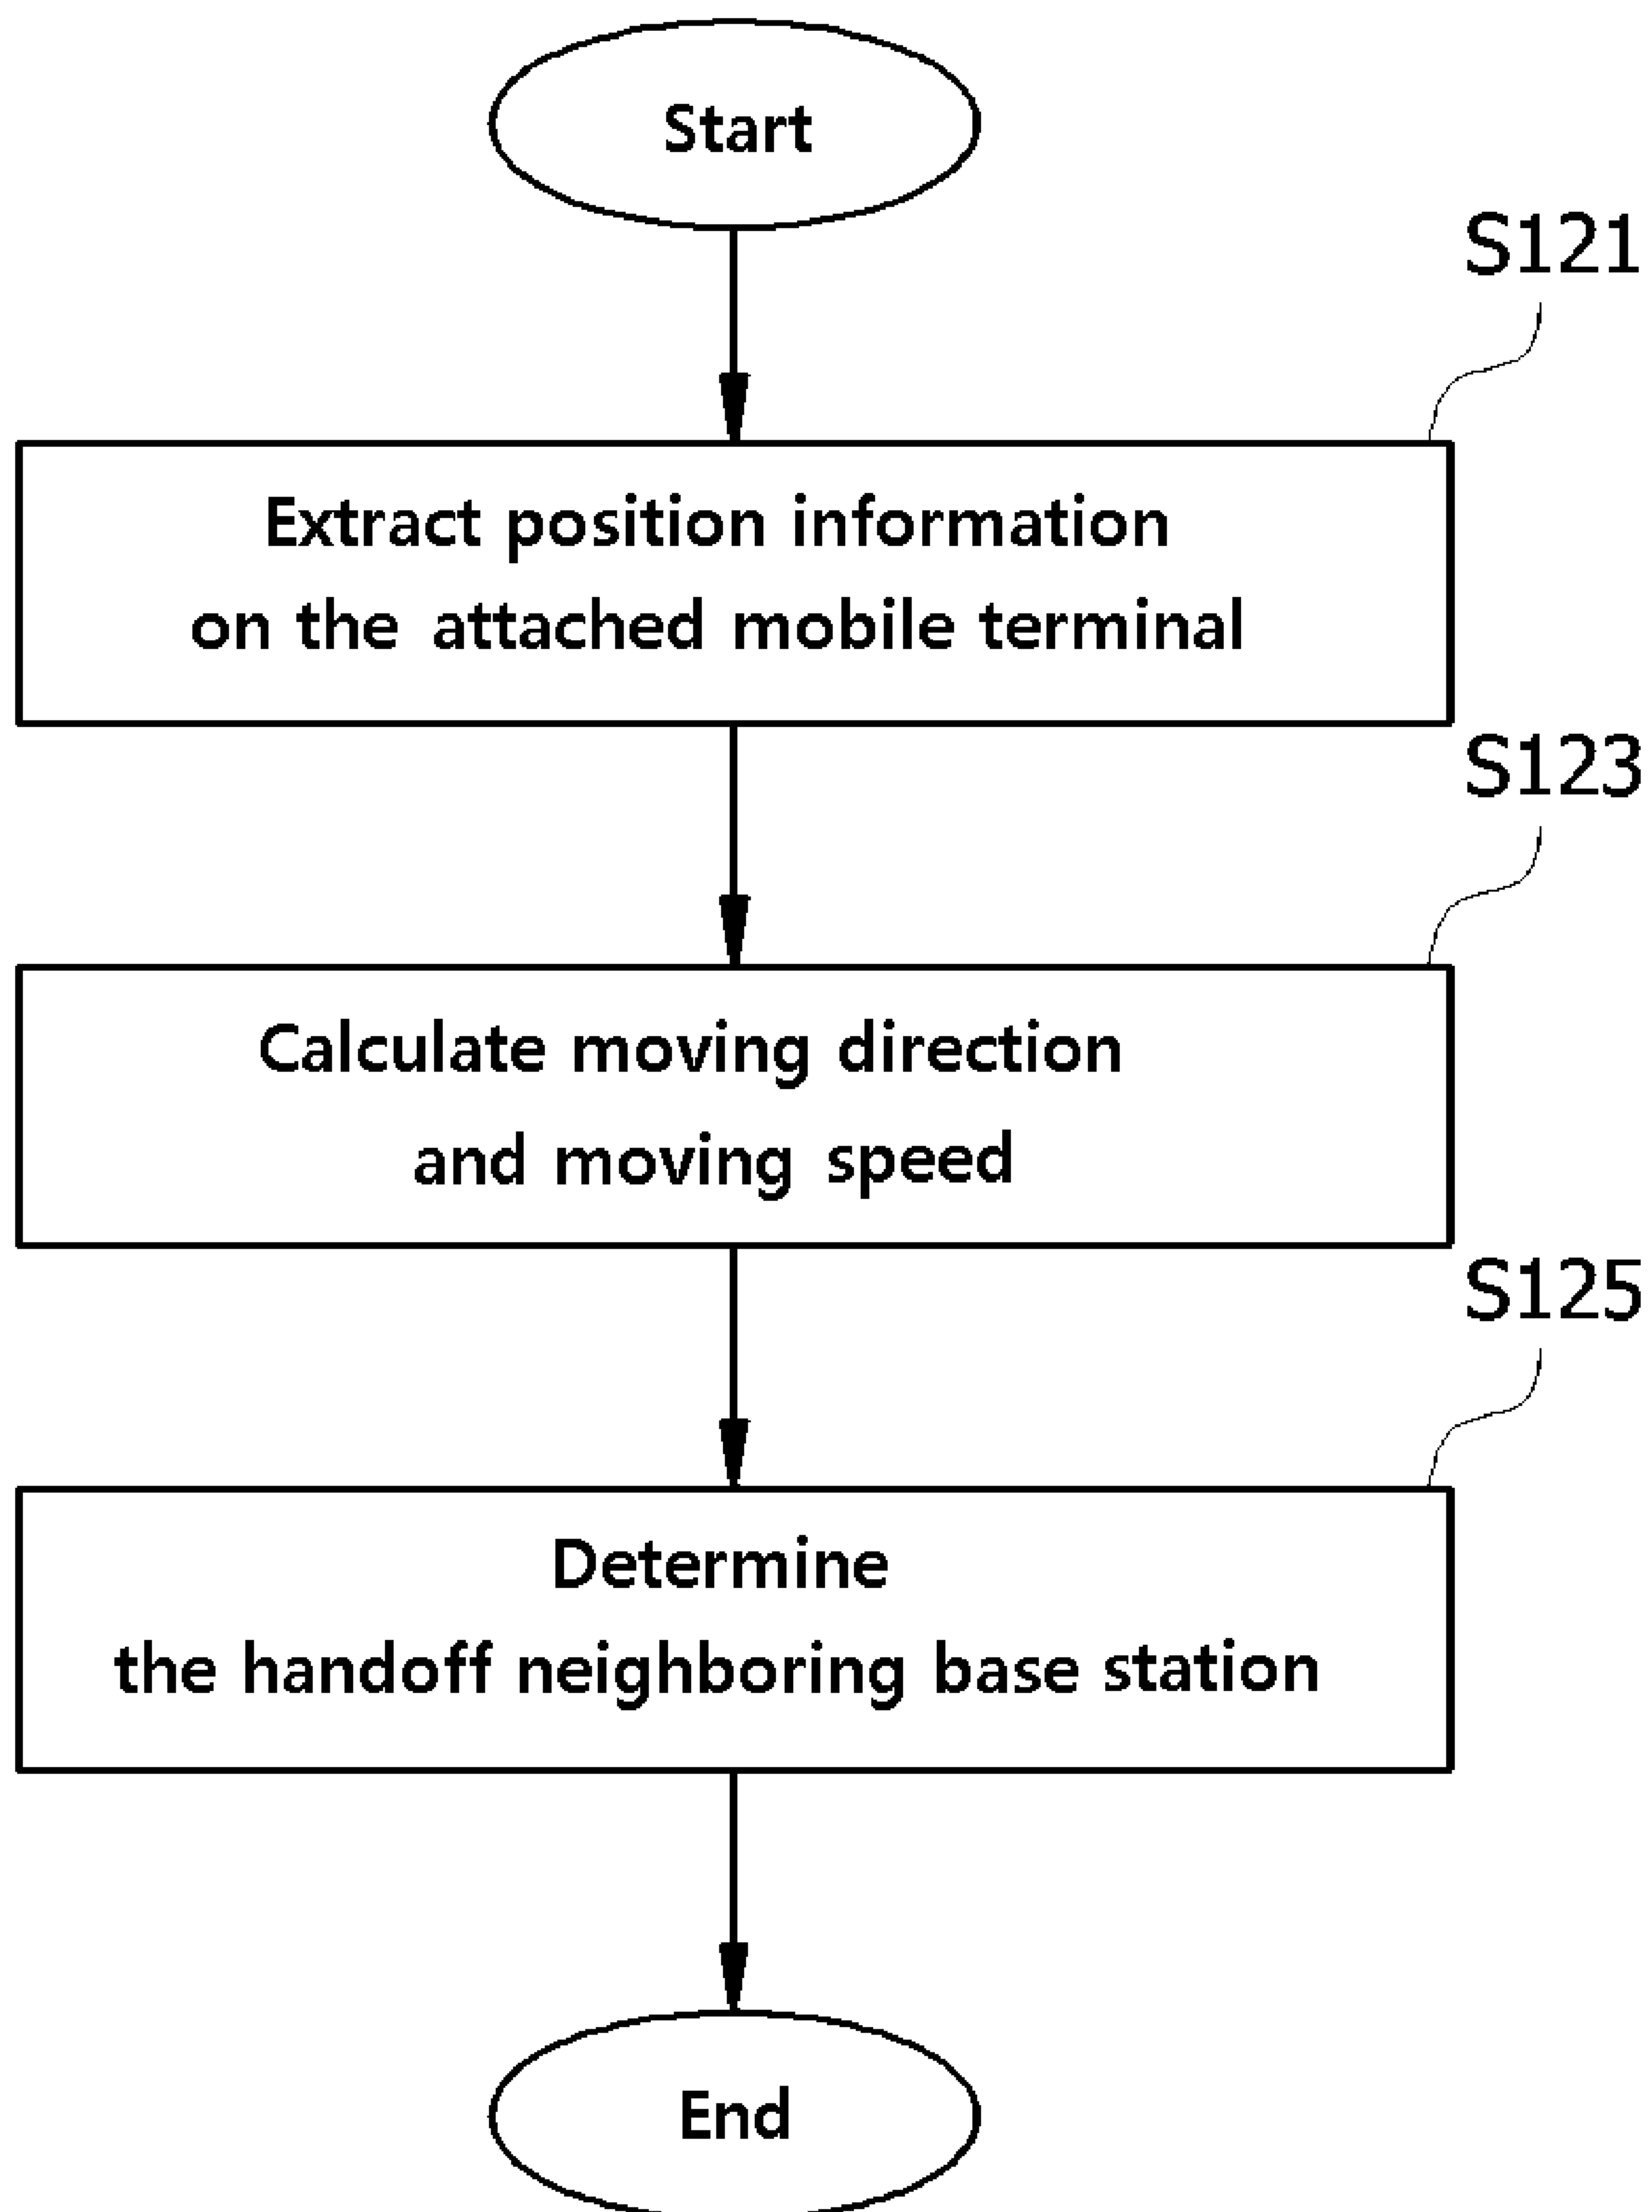 Start
S121
Extract position information
on the attached mobile terminal
S123
Calculate moving direction
and moving speed
S125
Determine
the handoff neighboring base station
End